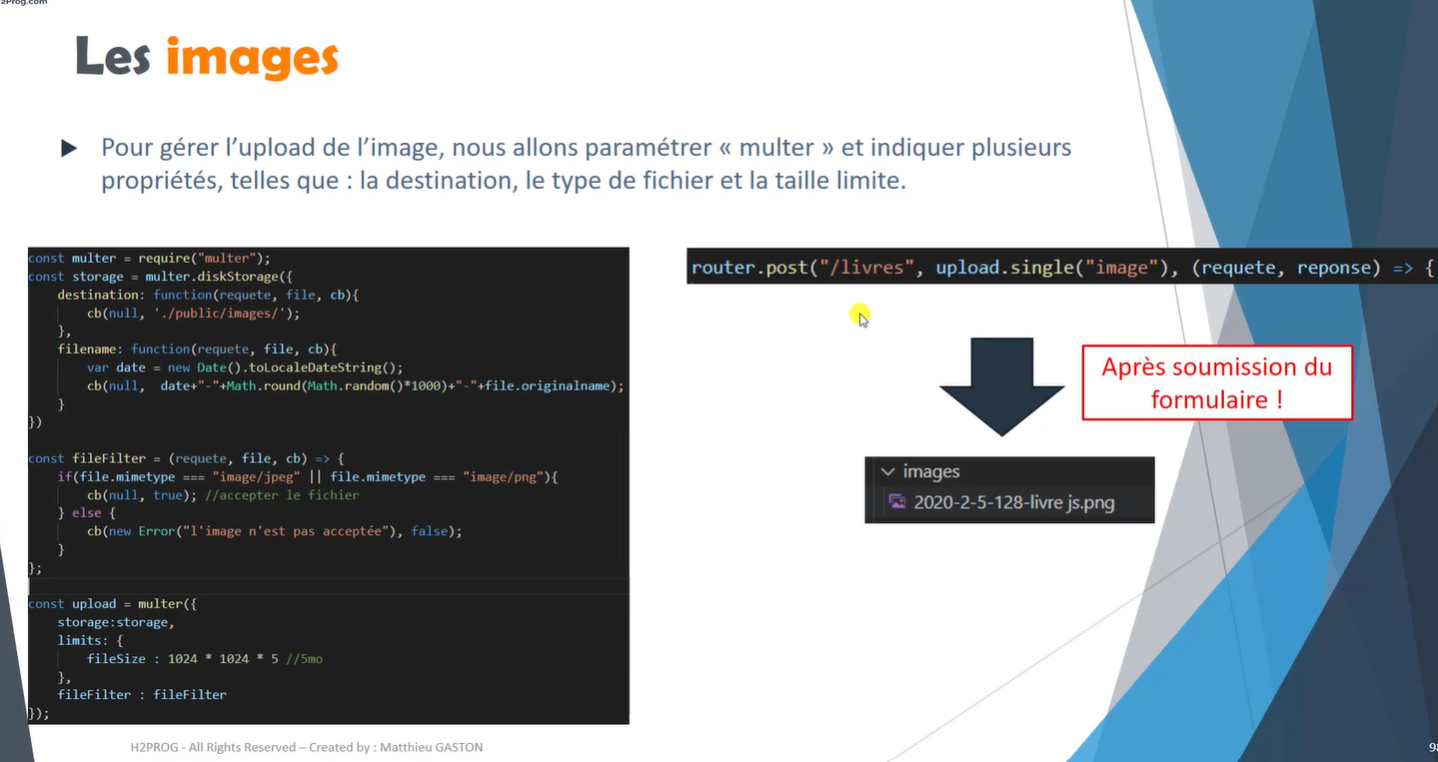 2Prog.com
Les images
Pour gérer l’upload de l’image, nous allons paramétrer « multer » et indiquer plusieurs
propriétés, telles que : la destination, le type de fichier et la taille limite.
const multer = require("multer");
const storage = multer.diskStorage({
    destination: function(requete, file, cb){
        cb(null, './public/images/');
    },
    filename: function(requete, file, cb){
        var date = new Date().toLocaleDateString();
        cb(null,  date+"-"+Math.round(Math.random()*1000)+"-"+file.originalname);
    }
})
const fileFilter = (requete, file, cb) => {
    if(file.mimetype === "image/jpeg" || file.mimetype === "image/png"){
        cb(null, true); //accepter le fichier
    } else {
        cb(new Error("l'image n'est pas acceptée"), false);
    }
};
const upload = multer({
    storage:storage,
    limits: {
        fileSize : 1024 * 1024 * 5 //5mo
    },
    fileFilter : fileFilter
});
router.post("/livres", upload.single("image"), (requete, reponse) => {
Après soumission du
formulaire !
images
2020-2-5-128-livre js.png
H2PROG - All Rights Reserved – Created by : Matthieu GASTON